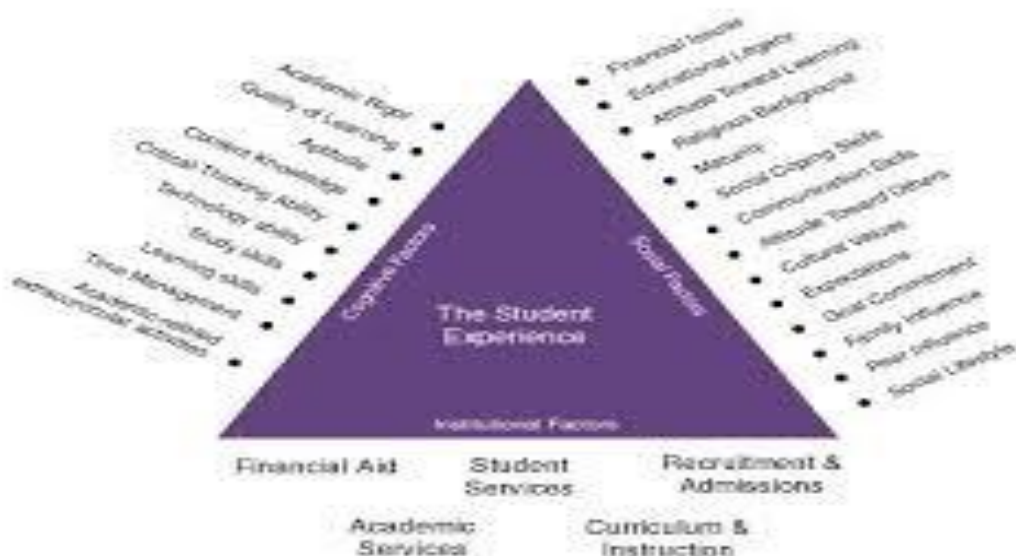 Academic Rigor
Quality of Learning
Aptitude
Content Knowledge
Critical Thinking Ability
Technology ability
Study skills
Learning skills
Time Management
Academic-related
extracurricular activities
Financial Issues
Educational Legacy
Attitude Toward Learning
Religious Background
Maturity
Social Coping Skills
Communication Skills
Attitude Toward Others
Cultural Values
Expectations
Goal Commitment
Family Influence
Peer Influence
Social Lifestyle
Cognitive Factors
Social Factors
The Student
Experience
Institutional Factors
Financial Aid
Student
Services
Recruitment &
Admissions
Academic
Services
Curriculum &
Instruction